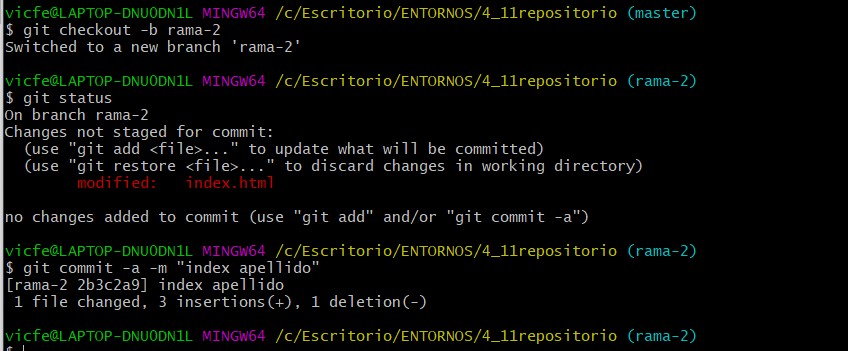 vicfe@LAPTOP-DNU0DN1L MINGW64 /c/Escritorio/ENTORNOS/4_11repositorio (master)
$ git checkout -b rama-2
Switched to a new branch 'rama-2'
vicfe@LAPTOP-DNU0DN1L MINGW64 /c/Escritorio/ENTORNOS/4_11repositorio (rama-2)
$ git status
On branch rama-2
Changes not staged for commit:
  (use "git add <file>..." to update what will be committed)
  (use "git restore <file>..." to discard changes in working directory)
        modified:   index.html
no changes added to commit (use "git add" and/or "git commit -a")
vicfe@LAPTOP-DNU0DN1L MINGW64 /c/Escritorio/ENTORNOS/4_11repositorio (rama-2)
$ git commit -a -m "index apellido"
[rama-2 2b3c2a9] index apellido
 1 file changed, 3 insertions(+), 1 deletion(-)
vicfe@LAPTOP-DNU0DN1L MINGW64 /c/Escritorio/ENTORNOS/4_11repositorio (rama-2)
$